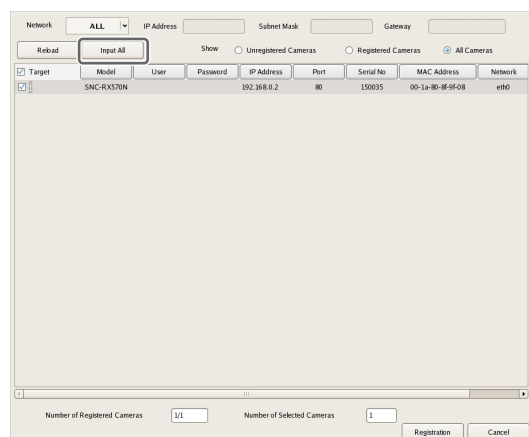 Network ALL IP Address Subnet Mask Gateway
Reload Input All Show Unregistered Cameras Registered Cameras All Cameras
Target Model User Password IP Address Port Serial No MAC Address Network
SNC-RX570N 192.168.0.2 80 150035 00-1a-80-8f-9f-08 eth0
Number of Registered Cameras 1/1 Number of Selected Cameras 1
Registration Cancel